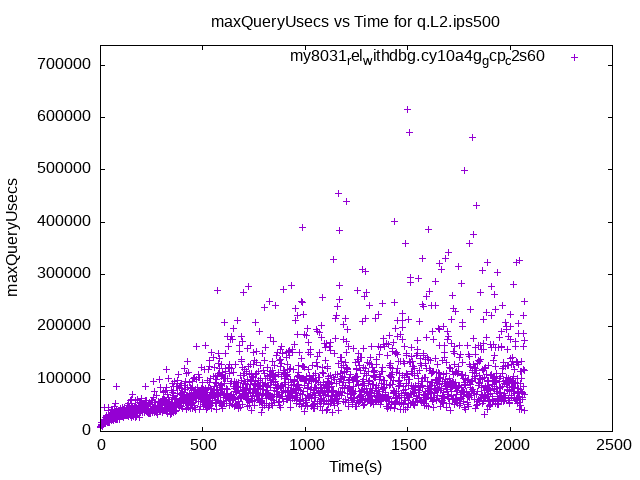 maxQueryUsecs vs Time for q.L2.ips500
my8031relwithdbg.cy10a4ggcpc2s60
700000
600000
500000
400000
300000
200000
100000
0
maxQueryUsecs
0 500 1000 1500 2000 2500
Time(s)